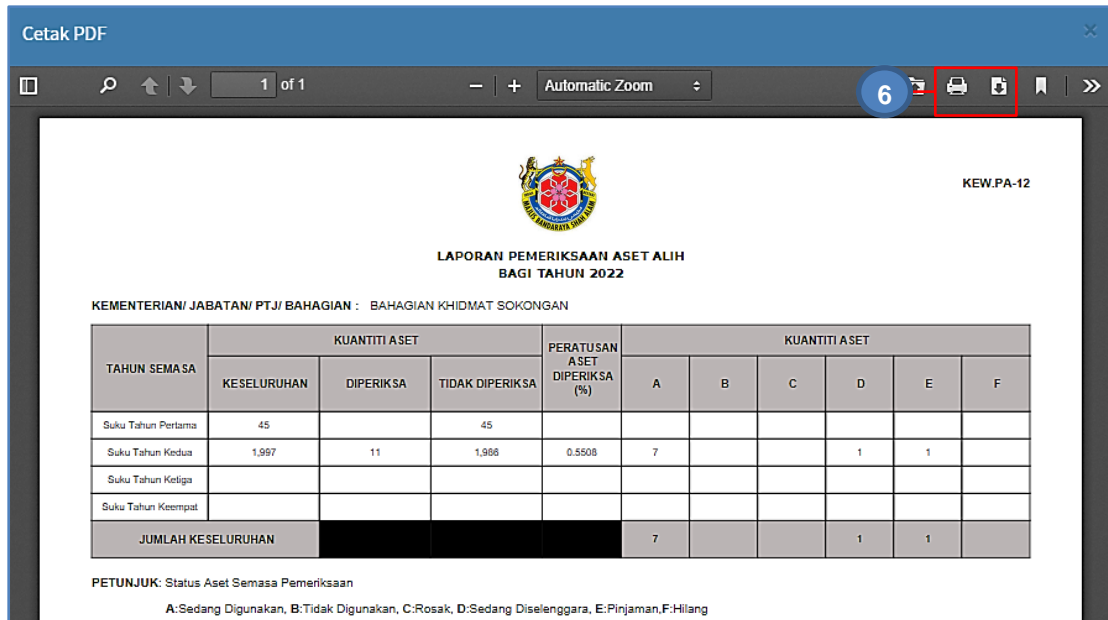 Cetak PDF
1 of 1
Automatic Zoom
6
MAJLIS BANDARAYA SHAH ALAM
KEW.PA-12
LAPORAN PEMERIKSAAN ASET ALIH
BAGI TAHUN 2022
KEMENTERIAN/ JABATAN/ PTJ/ BAHAGIAN : BAHAGIAN KHIDMAT SOKONGAN
TAHUN SEMASA KUANTITI ASET PERATUSAN ASET DIPERIKSA (%) KUANTITI ASET
KESELURUHAN DIPERIKSA TIDAK DIPERIKSA A B C D E F
Suku Tahun Pertama 45 45
Suku Tahun Kedua 1,997 11 1,986 0.5508 7 1 1
Suku Tahun Ketiga
Suku Tahun Keempat
JUMLAH KESELURUHAN 7 1 1
PETUNJUK: Status Aset Semasa Pemeriksaan
A:Sedang Digunakan, B:Tidak Digunakan, C:Rosak, D:Sedang Diselenggara, E:Pinjaman,F:Hilang